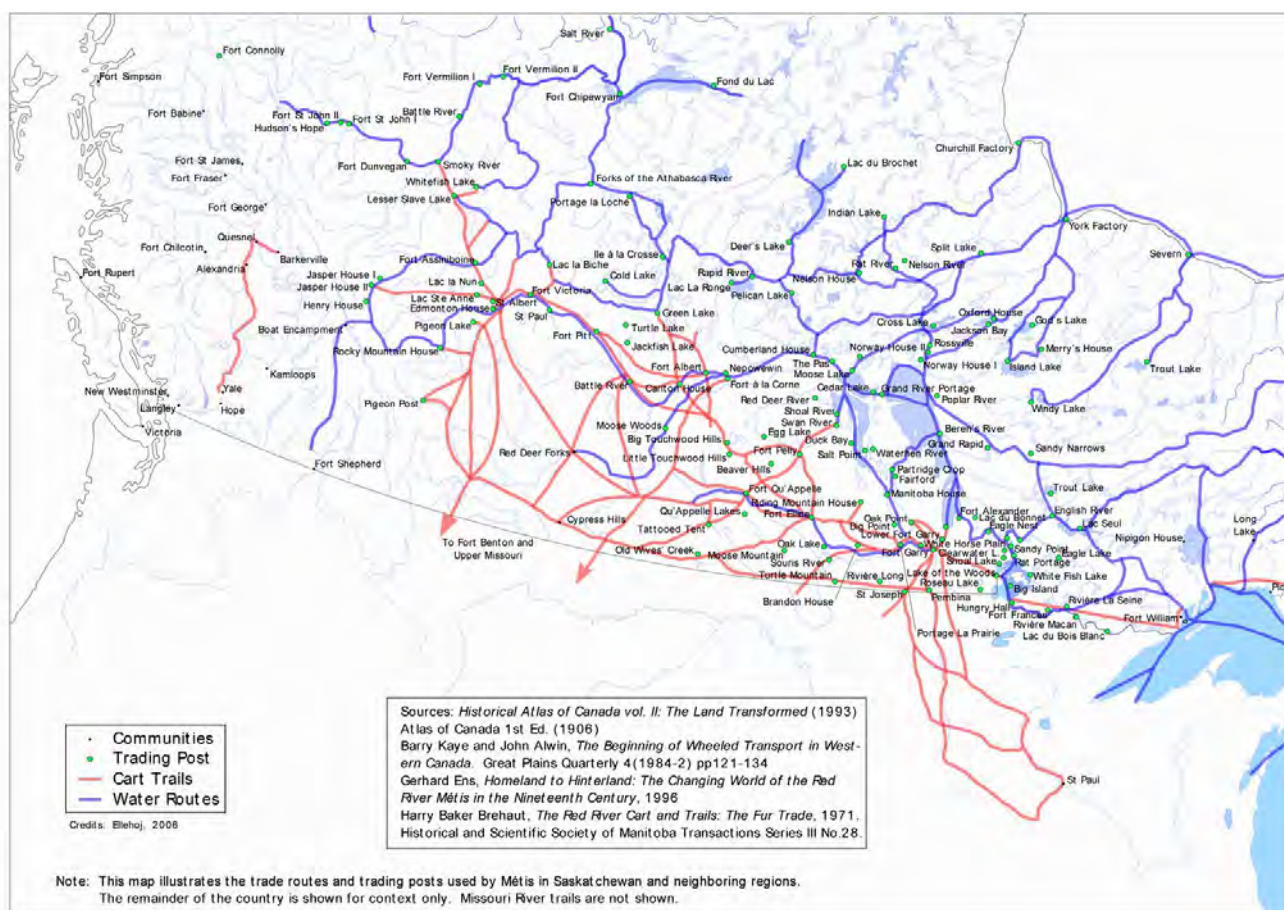 Salt River
Fort Connolly
Fort Simpson
Fort Vermilion I
Fort Vermilion II
Fond du Lac
Fort Chipewyan
Fort Babine
Fort St John II
Fort St John I
Hudson's Hope
Battle River
Churchill Factory
Fort St James
Fort Fraser
Fort Dunvegan
Smoky River
Lac du Brochet
Whitefish Lake
Forks of the Athabasca River
Lesser Slave Lake
Portage la Loche
Fort George
Indian Lake
York Factory
Quesnel
Fort Chilcotin
Barkerville
Deer's Lake
Split Lake
Severn
Alexandria
Fort Assiniboine
Ile à la Crosse
Lac la Biche
Rat River
Nelson River
Fort Rupert
Jasper House I
Jasper House II
Lac la Nun
Cold Lake
Rapid River
Lac La Ronge
Nelson House
Pelican Lake
Henry House
Lac Ste Anne
Edmonton House
St Albert
Fort Victoria
St Paul
Green Lake
Boat Encampment
Pigeon Lake
Fort Pitt
Turtle Lake
Jackfish Lake
Cross Lake
Oxford House
Jackson Bay
God's Lake
Rocky Mountain House
Cumberland House
Norway House II
Rossville
Merry's House
The Pas
Moose Lake
Norway House I
Island Lake
Trout Lake
Kamloops
Fort Albert
Nepowewin
New Westminster
Yale
Battle River
Carlton House
Fort à la Corne
Cedar Lake
Grand River Portage
Langley
Hope
Pigeon Post
Red Deer River
Poplar River
Windy Lake
Victoria
Shoal River
Swan River
Moose Woods
Egg Lake
Beren's River
Big Touchwood Hills
Duck Bay
Grand Rapid
Red Deer Forks
Little Touchwood Hills
Fort Pelly
Salt Point
Waterhen River
Sandy Narrows
Fort Shepherd
Beaver Hills
Partridge Crop
Fairford
Fort Qu'Appelle
Riding Mountain House
Manitoba House
Trout Lake
Qu'Appelle Lakes
Fort Ellice
Oak Point
Fort Alexander
Lac du Bonnet
English River
Cypress Hills
Tattooed Tent
Big Point
Eagle Nest
Lac Seul
Long
Lake
To Fort Benton and
Upper Missouri
Old Wives' Creek
Oak Lake
Moose Mountain
Lower Fort Garry
White Horse Plain
Sandy Point
Nipigon House
Fort Garry
Clearwater L.
Eagle Lake
Souris River
Shoal Lake
Rat Portage
Turtle Mountain
Rivière Long
Lake of the Woods
White Fish Lake
Roseau Lake
Big Island
Brandon House
St Joseph
Pembina
Hungry Hall
Rivière La Seine
Fort Frances
Fort William
Pic
Portage La Prairie
Rivière Macan
Lac du Bois Blanc
St Paul
Communities
Trading Post
Cart Trails
Water Routes
Credits: Ellehoj, 2006
Sources: Historical Atlas of Canada vol. II: The Land Transformed (1993)
Atlas of Canada 1st Ed. (1906)
Barry Kaye and John Alwin, The Beginning of Wheeled Transport in West-
ern Canada. Great Plains Quarterly 4(1984-2) pp121-134
Gerhard Ens, Homeland to Hinterland: The Changing World of the Red
River Métis in the Nineteenth Century, 1996
Harry Baker Brehaut, The Red River Cart and Trails: The Fur Trade, 1971.
Historical and Scientific Society of Manitoba Transactions Series III No.28.
Note: This map illustrates the trade routes and trading posts used by Métis in Saskatchewan and neighboring regions.
The remainder of the country is shown for context only. Missouri River trails are not shown.